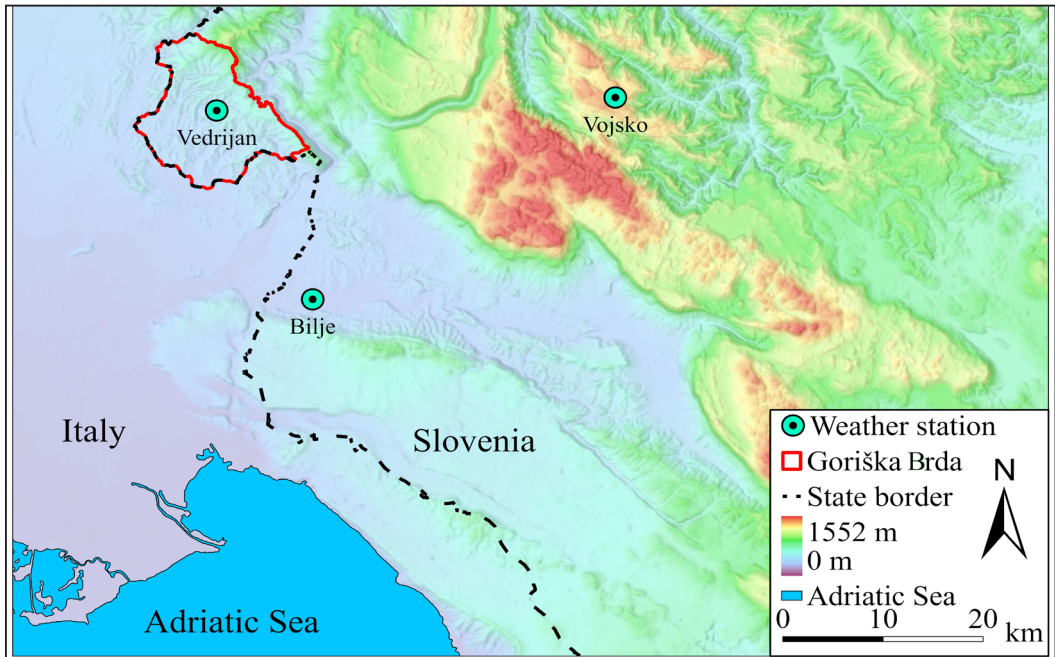 Vedrijan
Vojsko
Bilje
Italy
Slovenia
Adriatic Sea
Weather station
Goriška Brda
State border
1552 m
0 m
Adriatic Sea
N
0 10 20
km